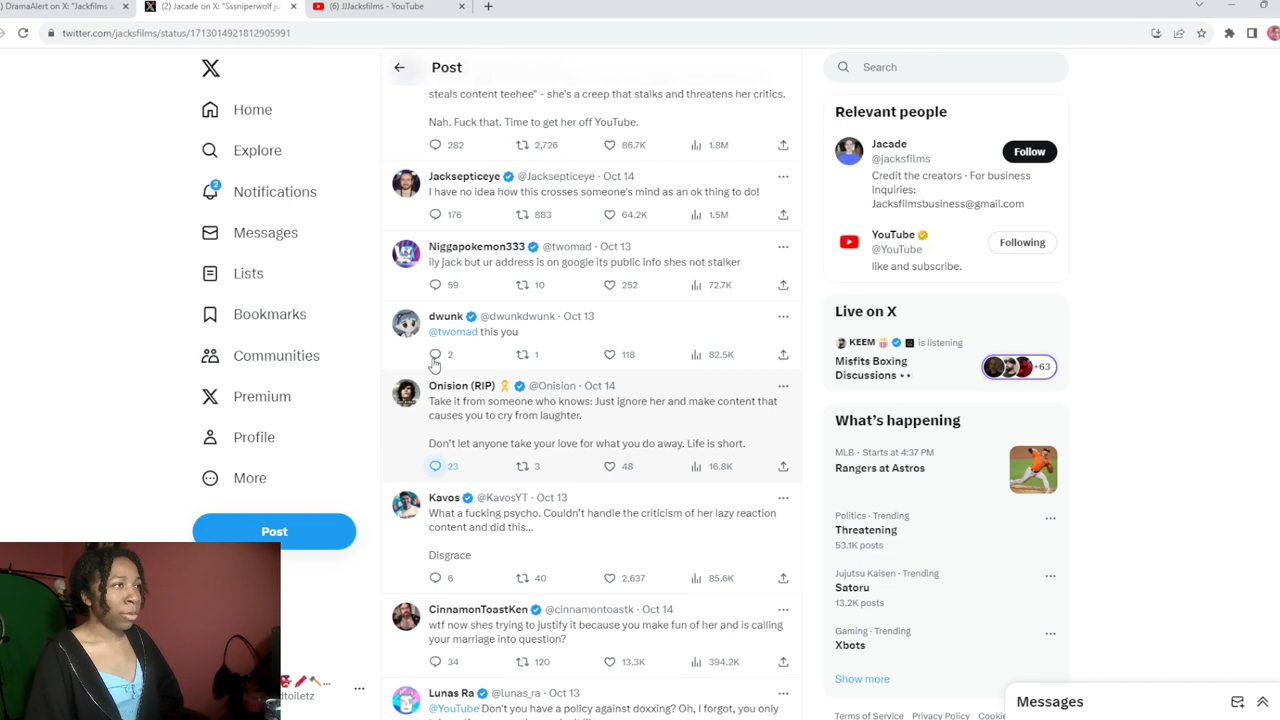 ) DramaAlert on X: "Jackfilms a
(2) Jacade on X: "Sssniperwolf ju
(6) JJJacksfilms - YouTube
twitter.com/jacksfilms/status/1713014921812905991
Post
Search
steals content teehee" - she's a creep that stalks and threatens her critics.
Nah. Fuck that. Time to get her off YouTube.
282 2,726 86.7K 1.8M
Jacksepticeye @Jacksepticeye · Oct 14
I have no idea how this crosses someone's mind as an ok thing to do!
176 883 64.2K 1.5M
Niggapokemon333 @twomad · Oct 13
ily jack but ur address is on google its public info shes not stalker
59 10 252 72.7K
dwunk @dwunkdwunk · Oct 13
@twomad this you
2 1 118 82.5K
Onision (RIP) @Onision · Oct 14
Take it from someone who knows: Just ignore her and make content that
causes you to cry from laughter.
Don't let anyone take your love for what you do away. Life is short.
23 3 48 16.8K
Kavos @KavosYT · Oct 13
What a fucking psycho. Couldn't handle the criticism of her lazy reaction
content and did this...
Disgrace
6 40 2,637 85.6K
CinnamonToastKen @cinnamontoastk · Oct 14
wtf now shes trying to justify it because you make fun of her and is calling
your marriage into question?
34 120 13.3K 394.2K
Lunas Ra @lunas_ra · Oct 13
@YouTube Don't you have a policy against doxxing? Oh, I forgot, you only
Home
Explore
2
Notifications
Messages
Lists
Bookmarks
Communities
Premium
Profile
More
Post
dtoiletz
Relevant people
Jacade
@jacksfilms
Follow
Credit the creators · For business
inquiries:
Jacksfilmsbusiness@gmail.com
YouTube
@YouTube
Following
like and subscribe.
Live on X
KEEM is listening
Misfits Boxing
Discussions
+63
What's happening
MLB · Starts at 4:37 PM
Rangers at Astros
Politics · Trending
Threatening
53.1K posts
Jujutsu Kaisen · Trending
Satoru
13.2K posts
Gaming · Trending
Xbots
Show more
Terms of Service Privacy Policy Cookie
Messages